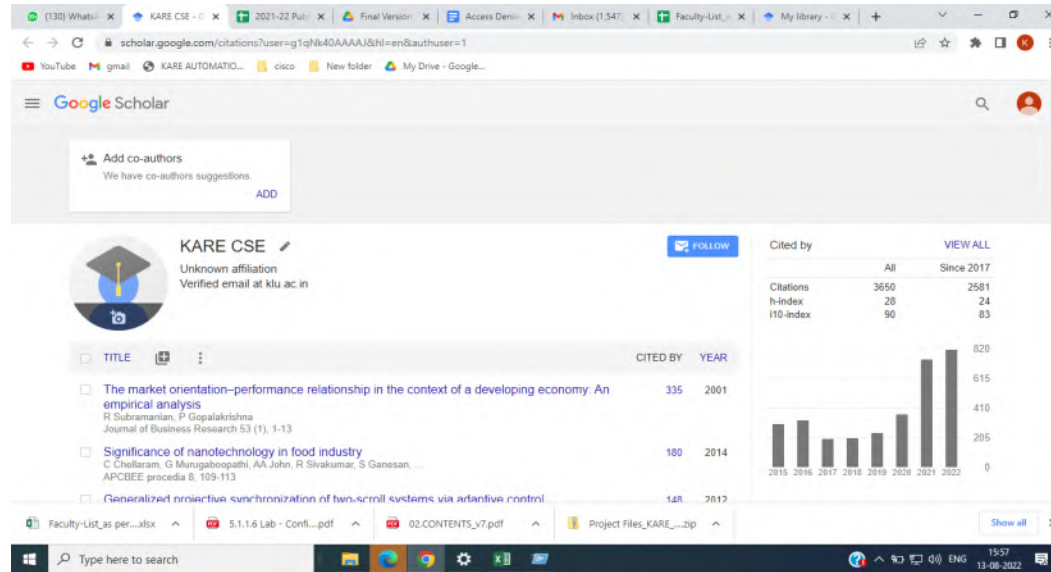 (130) Whats
KARE CSE - G
2021-22 Pub
Final Version
Access Deni
Inbox (1,547
Faculty-List_
My library -
scholar.google.com/citations?user=g1qNk40AAAAJ&hl=en&authuser=1
K
YouTube
gmail
KARE AUTOMATIO...
cisco
New folder
My Drive - Google...
Google Scholar
Add co-authors
We have co-authors suggestions.
ADD
KARE CSE
FOLLOW
Unknown affiliation
Verified email at klu.ac.in
TITLE
CITED BY
YEAR
The market orientation–performance relationship in the context of a developing economy: An
335
2001
empirical analysis
R Subramanian, P Gopalakrishna
Journal of Business Research 53 (1), 1-13
Significance of nanotechnology in food industry
180
2014
C Chellaram, G Murugaboopathi, AA John, R Sivakumar, S Ganesan, ...
APCBEE procedia 8, 109-113
Generalized projective synchronization of two-scroll systems via adaptive control
148
2012
Cited by
VIEW ALL
All
Since 2017
Citations 3650 2581
h-index 28 24
i10-index 90 83
820
615
410
205
0
2015 2016 2017 2018 2019 2020 2021 2022
Faculty-List_as per....xlsx
5.1.1.6 Lab - Confi....pdf
02.CONTENTS_v7.pdf
Project Files_KARE_....zip
Show all
Type here to search
ENG
15:57
13-08-2022